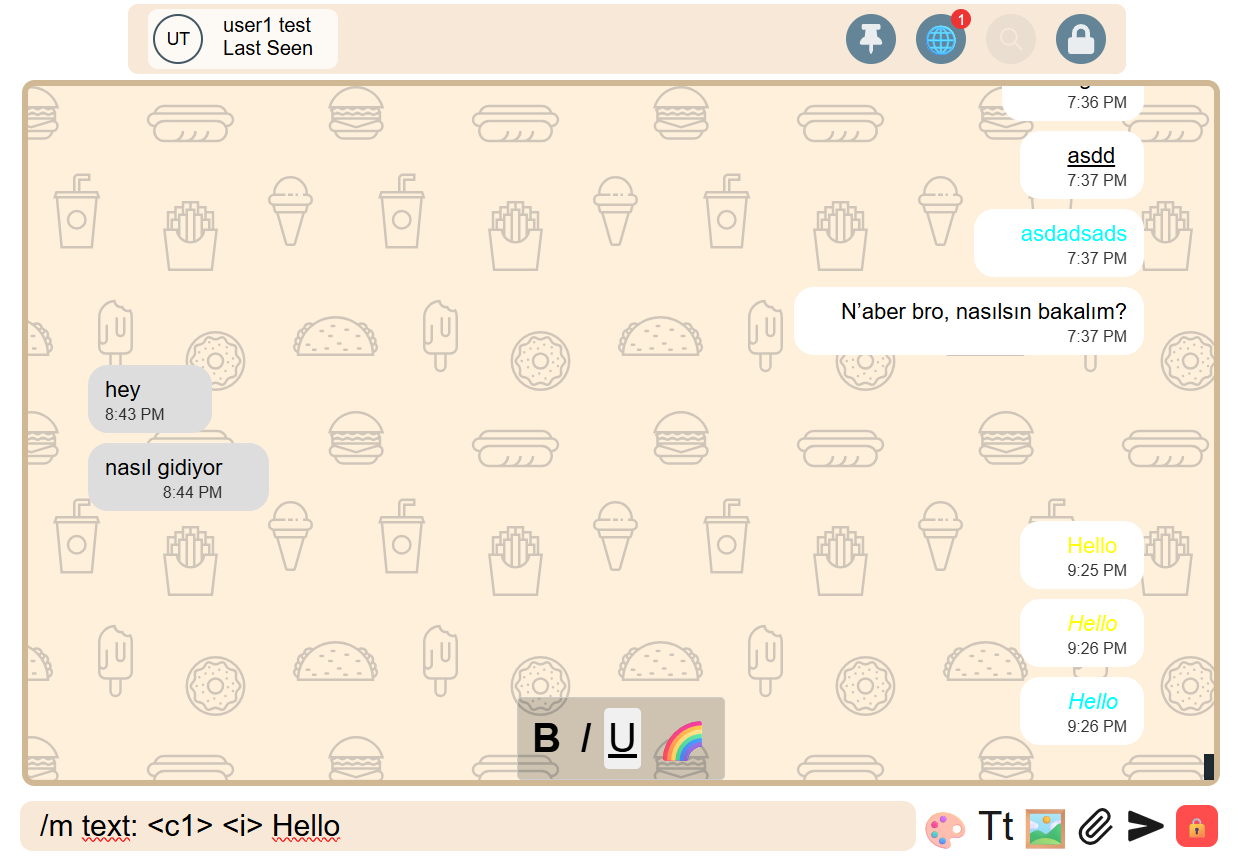 UT
user1 test
Last Seen
1
7:36 PM
asdd
7:37 PM
asdadsads
7:37 PM
N’aber bro, nasılsın bakalım?
7:37 PM
hey
8:43 PM
nasıl gidiyor
8:44 PM
Hello
9:25 PM
Hello
9:26 PM
Hello
9:26 PM
B I U
/m text: <c1> <i> Hello
Tt